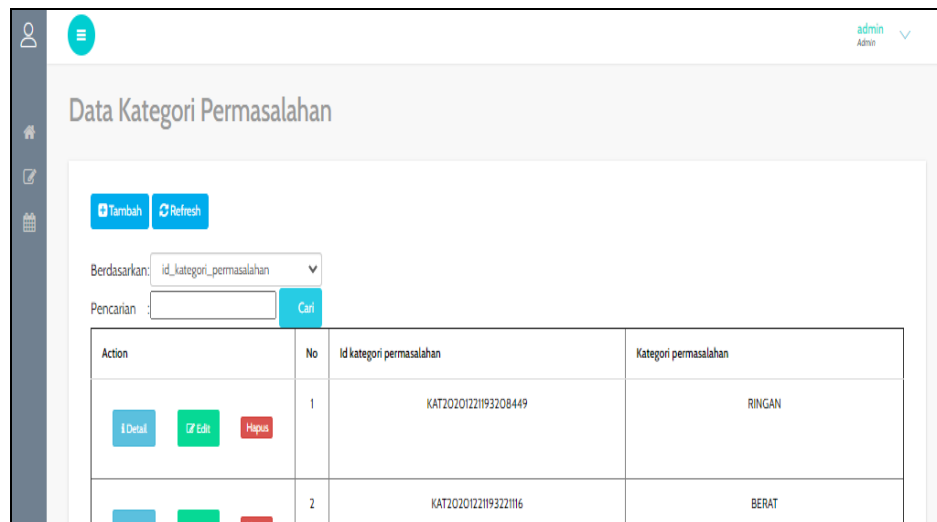 admin
Admin
Data Kategori Permasalahan
Tambah Refresh
Berdasarkan: id_kategori_permasalahan
Pencarian : Cari
Action No Id kategori permasalahan Kategori permasalahan
1 KAT20201221193208449 RINGAN
Detail Edit Hapus
2 KAT20201221193221116 BERAT